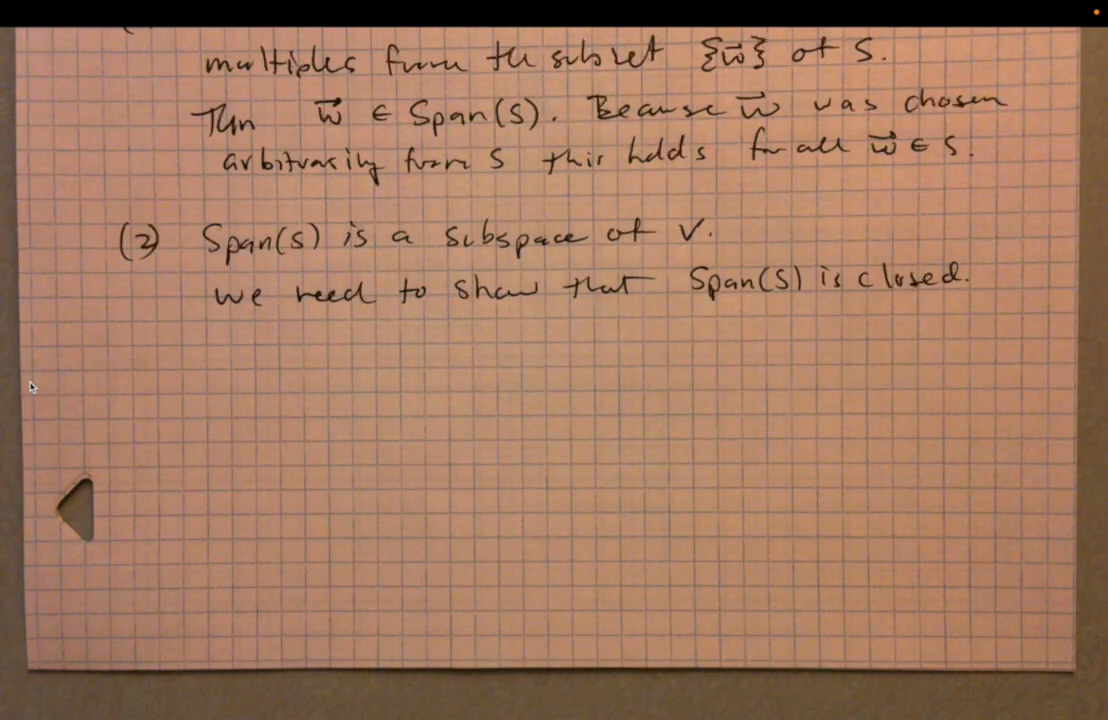 multiples from the subset {w⃗} of S.
Then w⃗ ∈ Span(S). Because w⃗ was chosen
arbitrarily from S this holds for all w⃗ ∈ S.
(2) Span(S) is a subspace of V.
We need to show that Span(S) is closed.